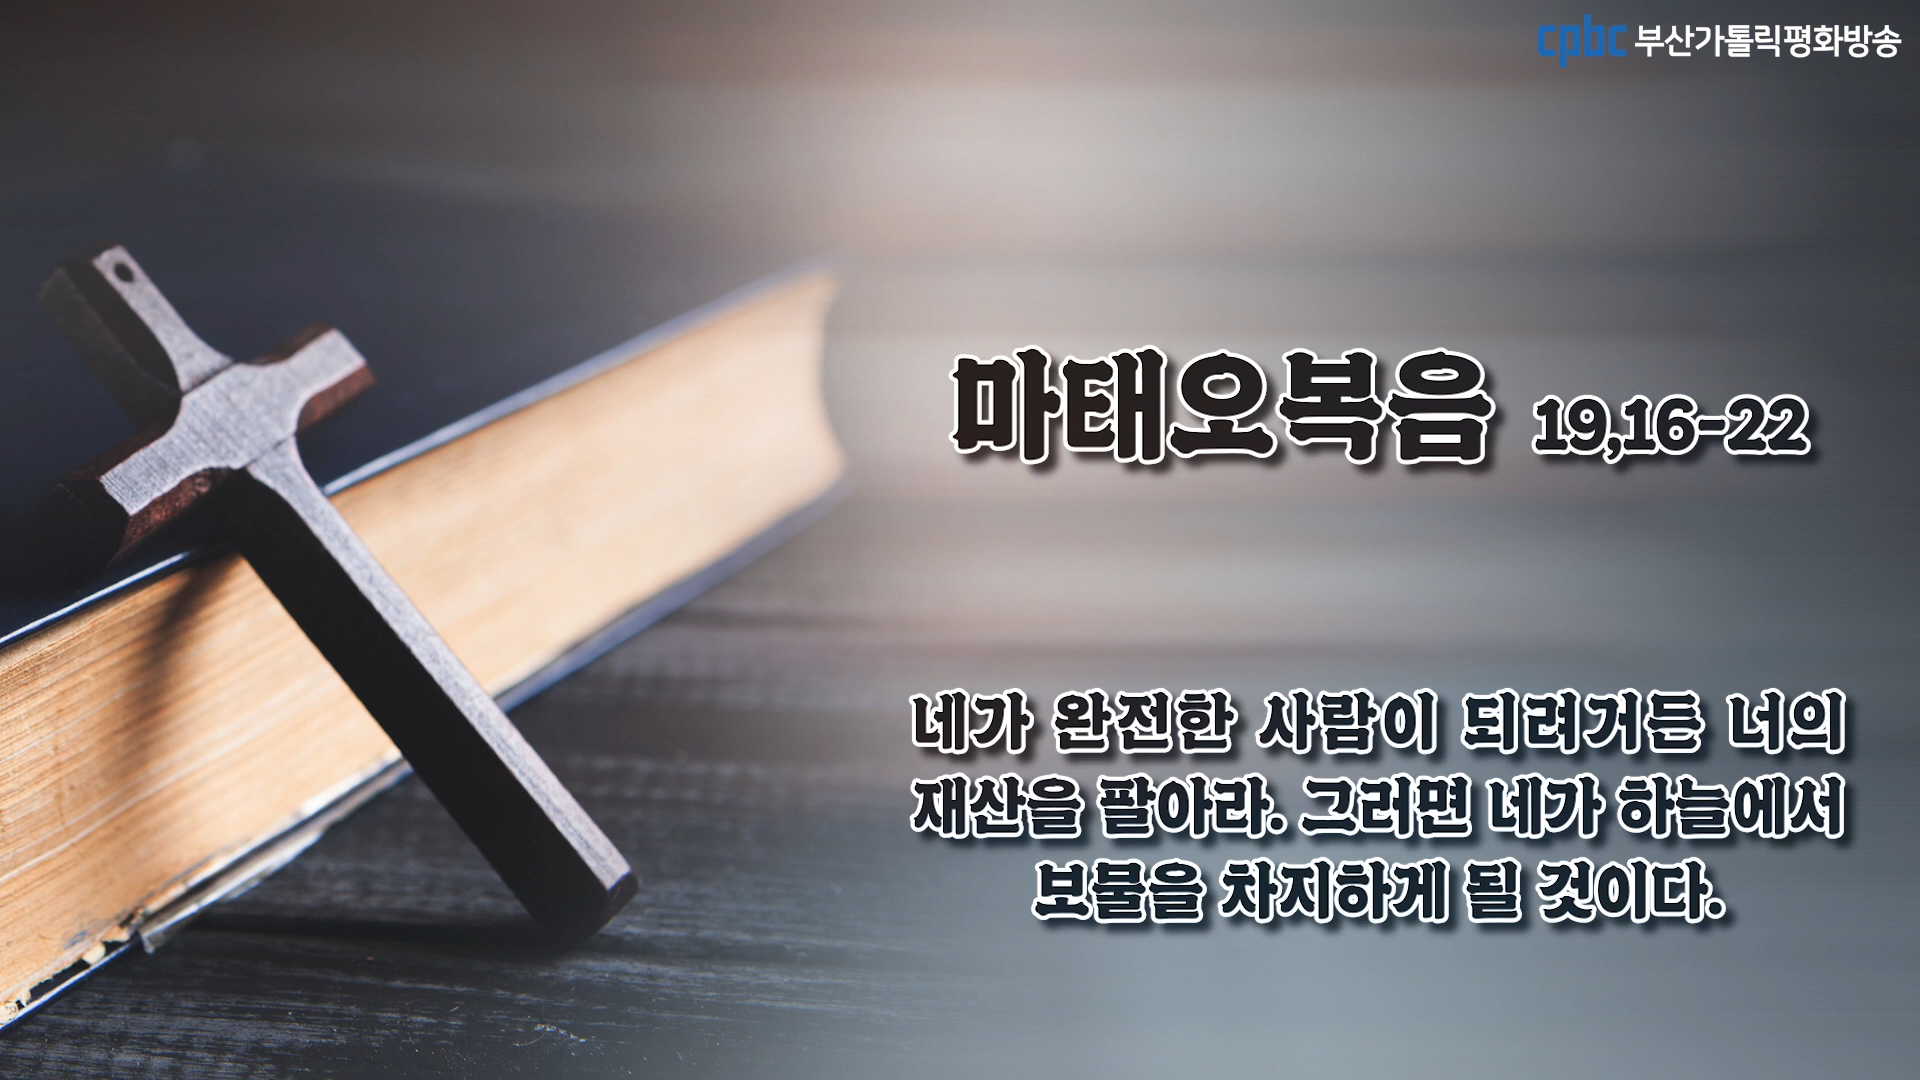 cpbc 부산가톨릭평화방송
마태오복음 19,16-22
네가 완전한 사람이 되려거든 너의
재산을 팔아라. 그러면 네가 하늘에서
보물을 차지하게 될 것이다.